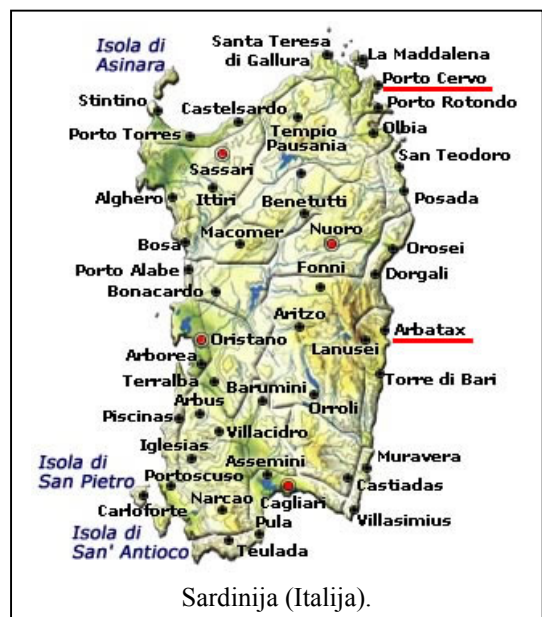 Isola di
Asinara
Santa Teresa
di Gallura
La Maddalena
Porto Cervo
Stintino
Castelsardo
Porto Rotondo
Porto Torres
Tempio
Pausania
Olbia
Sassari
San Teodoro
Alghero
Ittiri
Benetutti
Posada
Macomer
Nuoro
Bosa
Orosei
Porto Alabe
Fonni
Dorgali
Bonacardo
Aritzo
Arbatax
Oristano
Lanusei
Arborea
Terralba
Barumini
Torre di Bari
Arbus
Orroli
Piscinas
Villacidro
Iglesias
Isola di
San Pietro
Assemini
Muravera
Portoscuso
Castiadas
Narcao
Cagliari
Carloforte
Pula
Villasimius
Isola di
San' Antioco
Teulada
Sardinija (Italija).